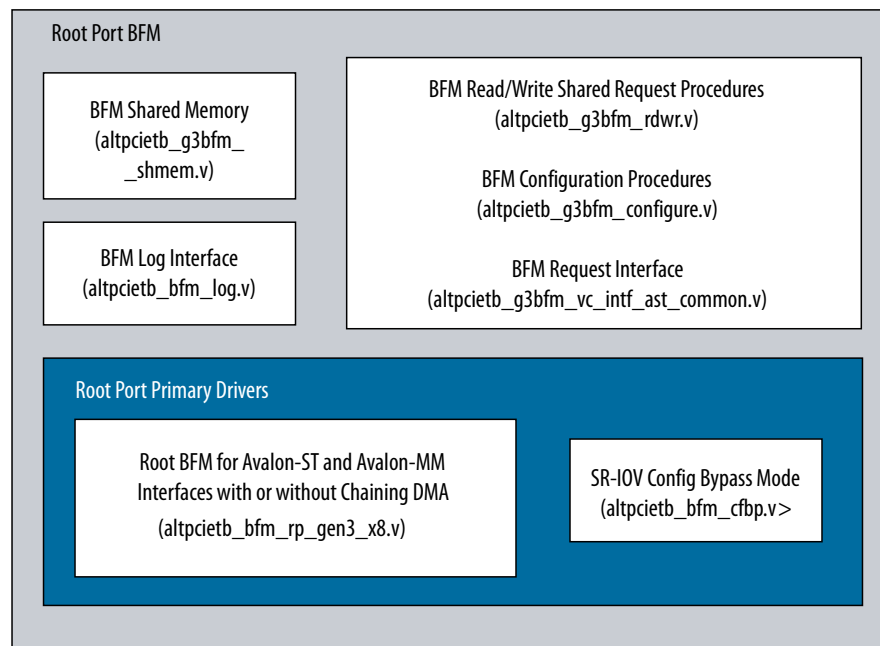 Root Port BFM
BFM Shared Memory
(altpcietb_g3bfm_
_shmem.v)
BFM Log Interface
(altpcietb_bfm_log.v)
BFM Read/Write Shared Request Procedures
(altpcietb_g3bfm_rdwr.v)
BFM Configuration Procedures
(altpcietb_g3bfm_configure.v)
BFM Request Interface
(altpcietb_g3bfm_vc_intf_ast_common.v)
Root Port Primary Drivers
Root BFM for Avalon-ST and Avalon-MM
Interfaces with or without Chaining DMA
(altpcietb_bfm_rp_gen3_x8.v)
SR-IOV Config Bypass Mode
(altpcietb_bfm_cfbp.v>